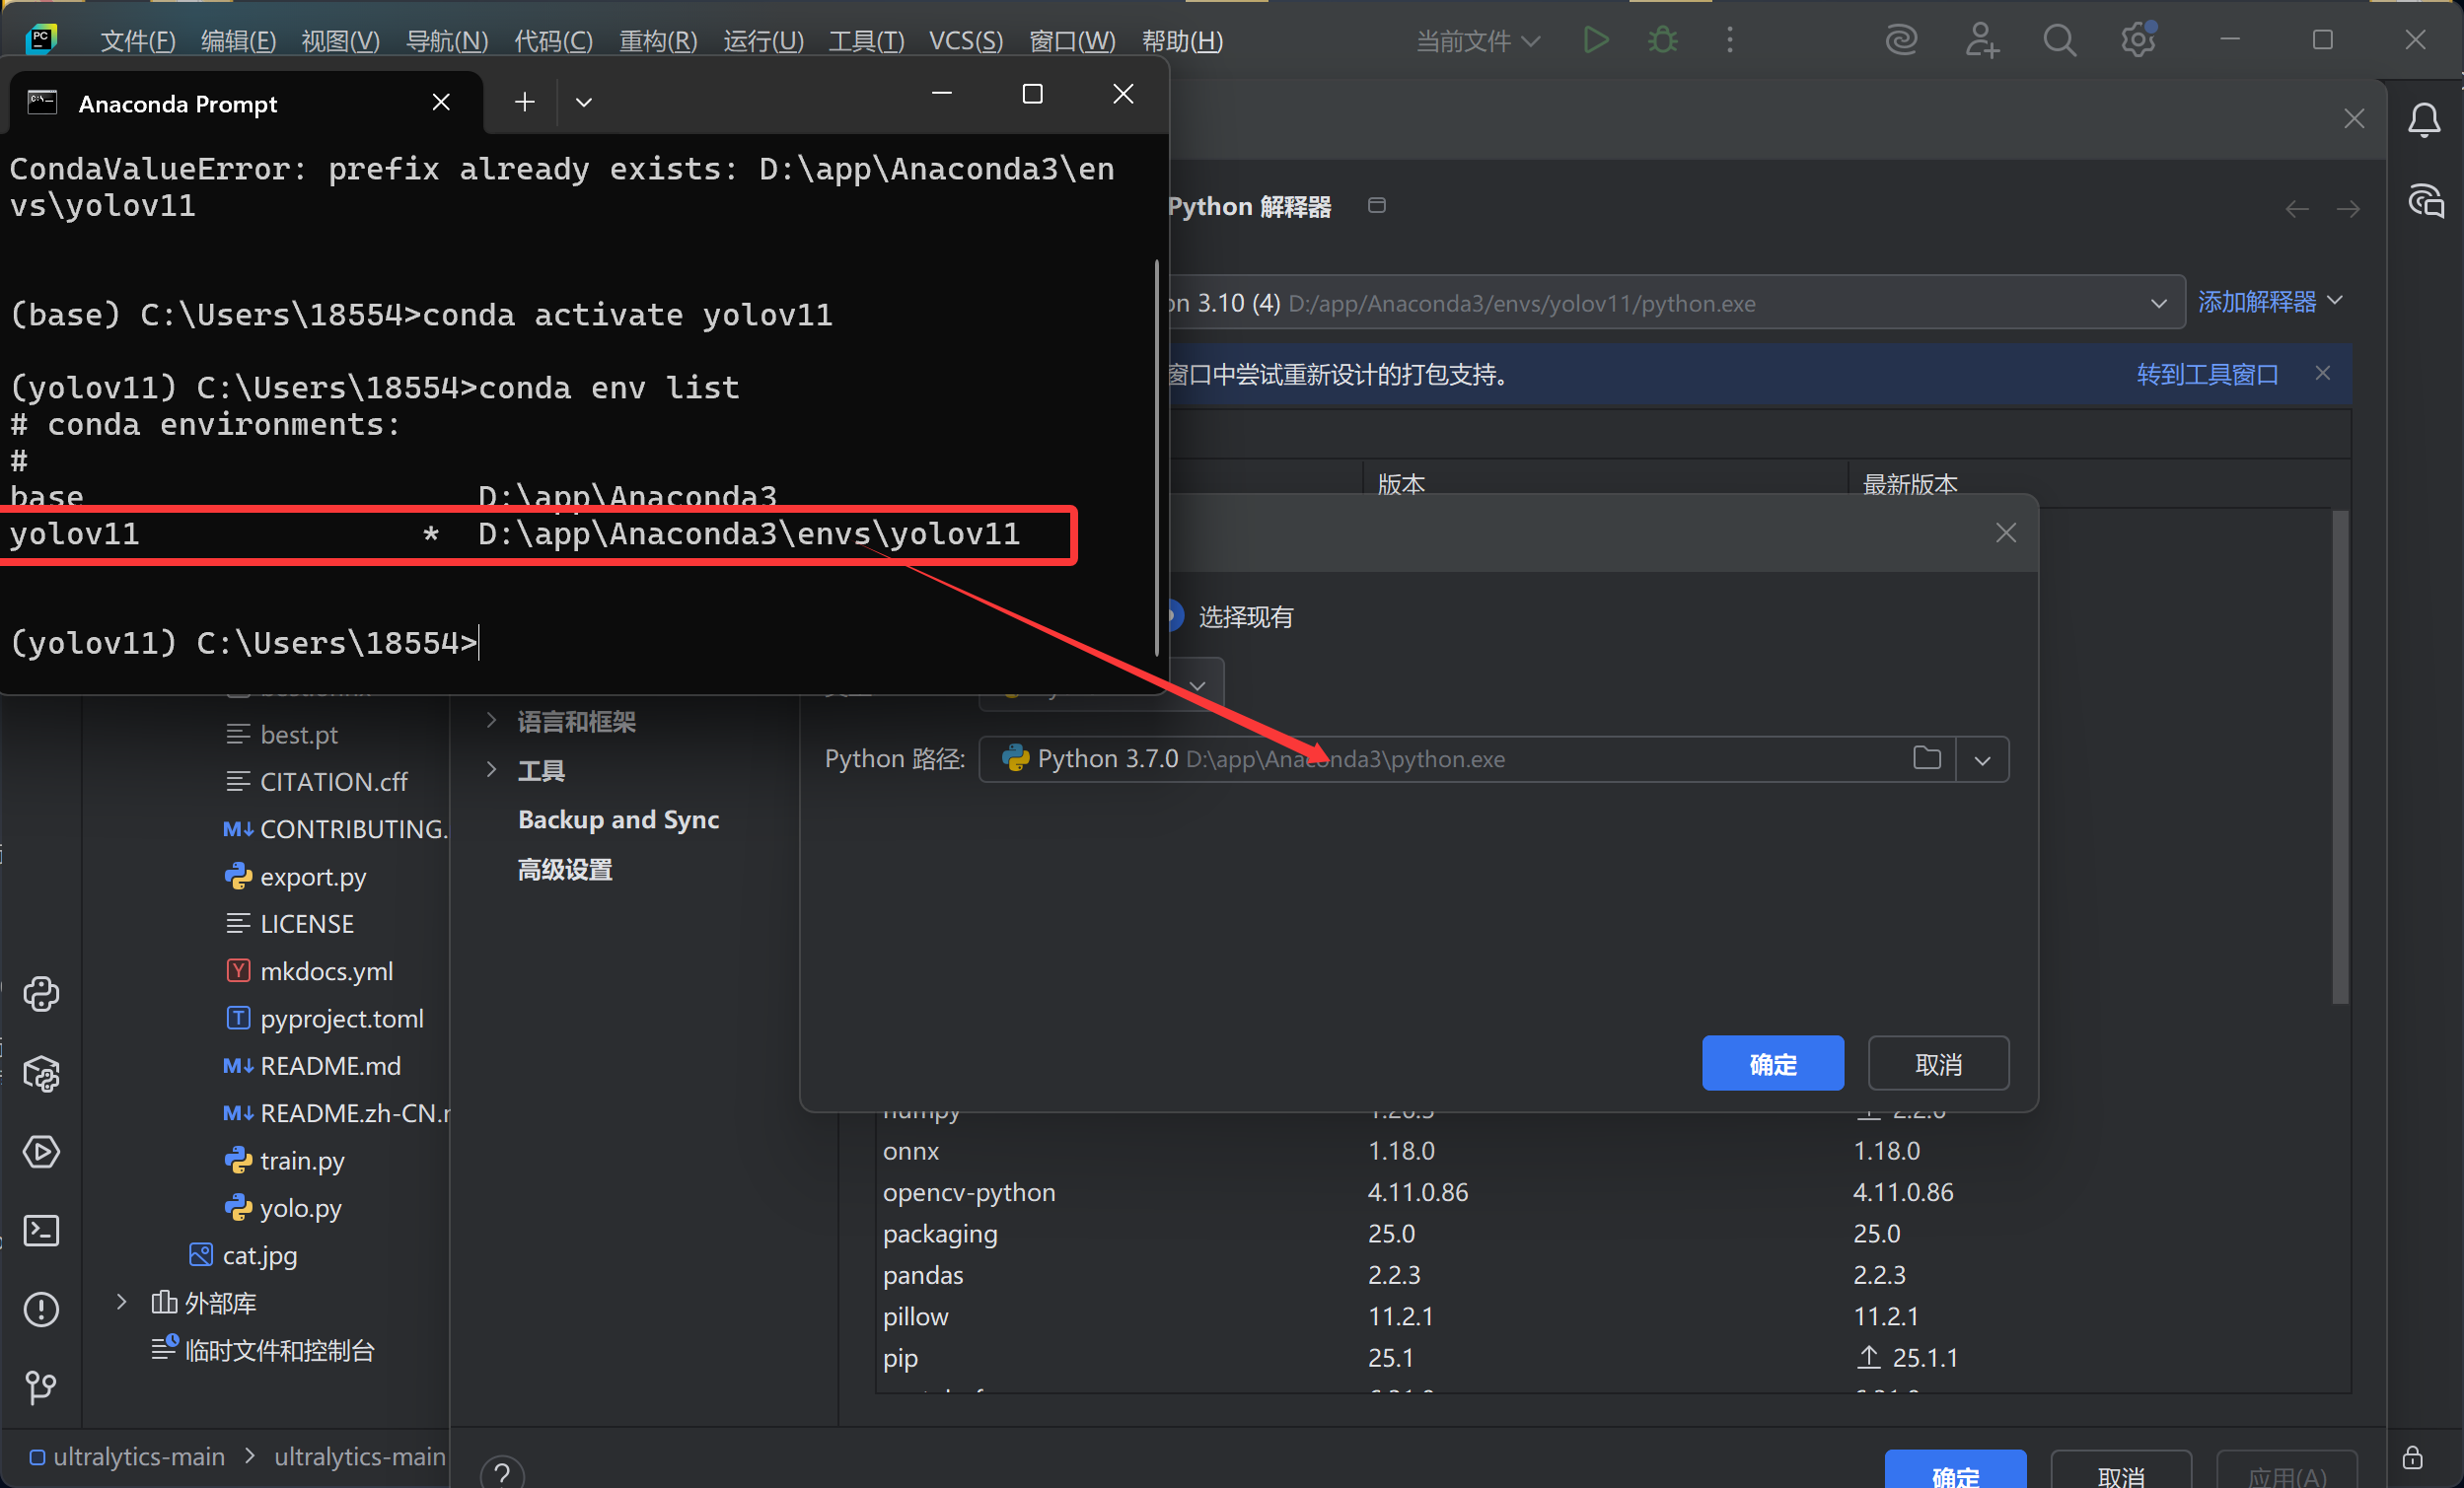 PC
文件(F) 编辑(E) 视图(V) 导航(N) 代码(C) 重构(R) 运行(U) 工具(T) VCS(S) 窗口(W) 帮助(H)
当前文件
Anaconda Prompt
CondaValueError: prefix already exists: D:\app\Anaconda3\en
vs\yolov11
(base) C:\Users\18554>conda activate yolov11
(yolov11) C:\Users\18554>conda env list
# conda environments:
#
base D:\app\Anaconda3
yolov11 * D:\app\Anaconda3\envs\yolov11
(yolov11) C:\Users\18554>
Python 解释器
on 3.10 (4) D:/app/Anaconda3/envs/yolov11/python.exe
添加解释器
窗口中尝试重新设计的打包支持。
转到工具窗口
版本 最新版本
选择现有
Python 路径: Python 3.7.0 D:\app\Anaconda3\python.exe
确定 取消
best.pt
CITATION.cff
CONTRIBUTING.
export.py
LICENSE
mkdocs.yml
pyproject.toml
README.md
README.zh-CN.
train.py
yolo.py
cat.jpg
外部库
临时文件和控制台
语言和框架
工具
Backup and Sync
高级设置
numpy 1.26.3 2.2.6
onnx 1.18.0 1.18.0
opencv-python 4.11.0.86 4.11.0.86
packaging 25.0 25.0
pandas 2.2.3 2.2.3
pillow 11.2.1 11.2.1
pip 25.1 25.1.1
ultralytics-main > ultralytics-main
?
确定 取消 应用(A)